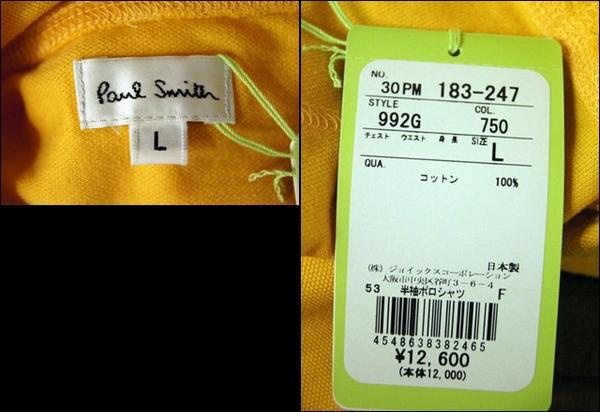 Paul Smith
L
NO.
30PM 183-247
STYLE COL.
992G 750
チェスト ウエスト 身長 SIZE L
QUA.
コットン 100%
日本製
(株)ジョイックスコーポレーション
大阪市中央区谷町3-6-4
53 半袖ポロシャツ F
4548638382465
¥12,600
(本体12,000)